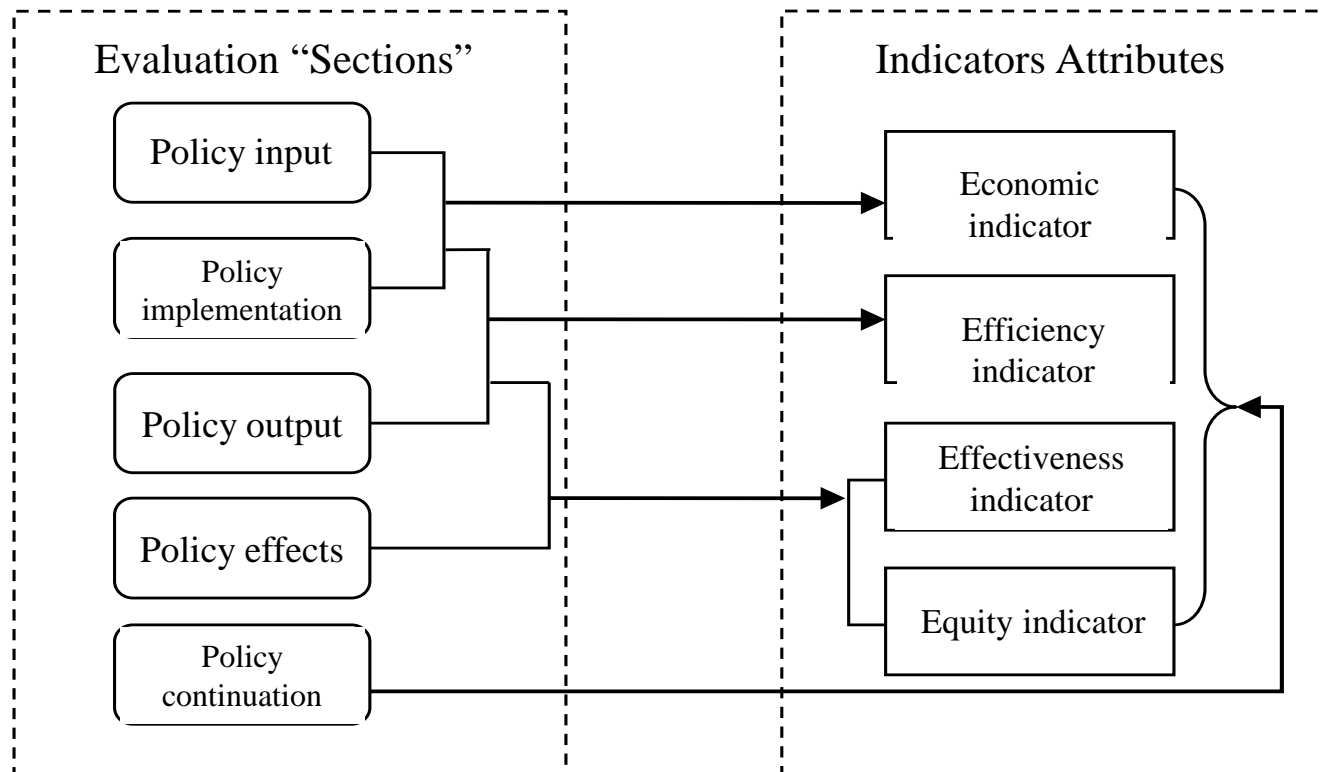 Evaluation “Sections”
Policy input
Policy
implementation
Policy output
Policy effects
Policy
continuation
Indicators Attributes
Economic
indicator
Efficiency
indicator
Effectiveness
indicator
Equity indicator